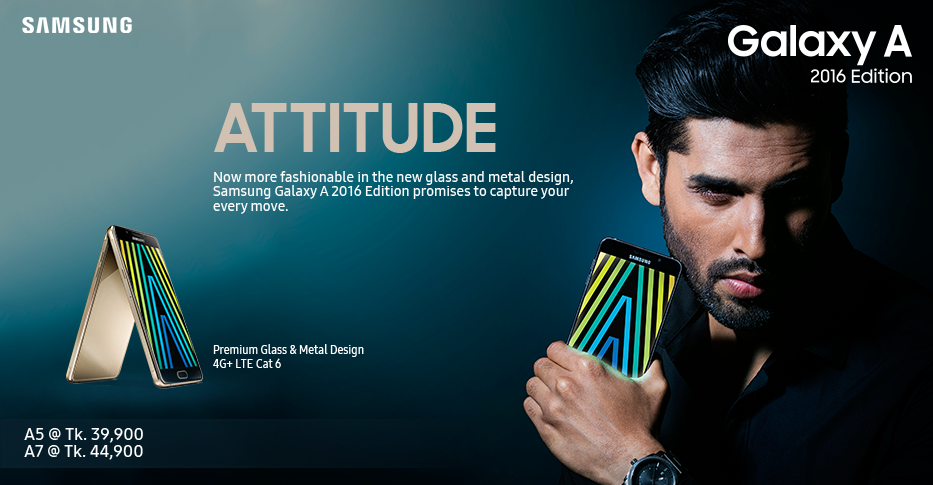 SAMSUNG
Galaxy A
2016 Edition
ATTITUDE
Now more fashionable in the new glass and metal design,
Samsung Galaxy A 2016 Edition promises to capture your
every move.
SAMSUNG
SAMSUNG
Premium Glass & Metal Design
4G+ LTE Cat 6
A5 @ Tk. 39,900
A7 @ Tk. 44,900